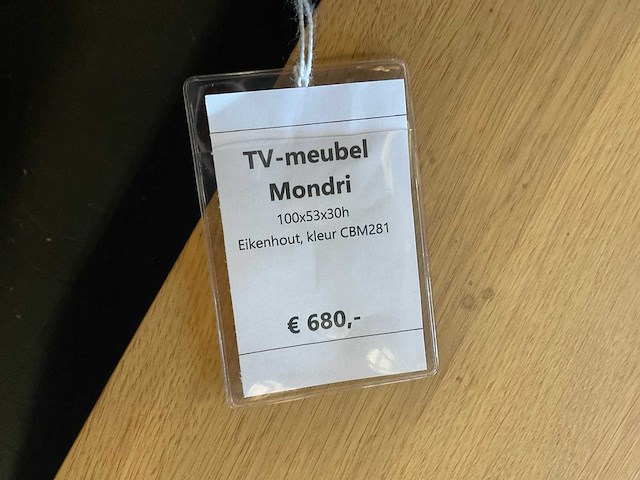 TV-meubel
Mondri
100x53x30h
Eikenhout, kleur CBM281
€ 680,-